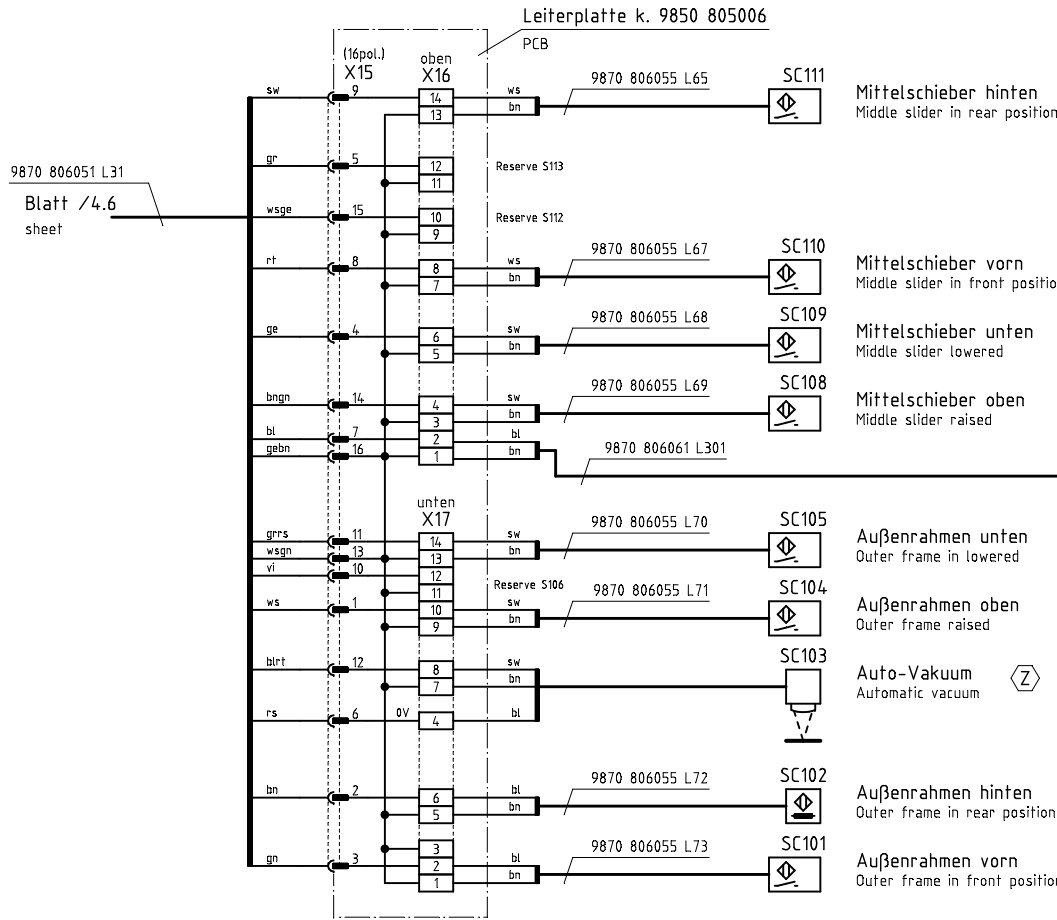 Leiterplatte k. 9850 805006
PCB
(16pol.)
X15
oben
X16
sw
9
14
13
ws
bn
9870 806055 L65
SC111
Mittelschieber hinten
Middle slider in rear position
gr
5
12
11
Reserve S113
9870 806051 L31
Blatt /4.6
sheet
wsge
15
10
9
Reserve S112
rt
8
8
7
ws
bn
9870 806055 L67
SC110
Mittelschieber vorn
Middle slider in front positio
ge
4
6
5
sw
bn
9870 806055 L68
SC109
Mittelschieber unten
Middle slider lowered
bngn
14
4
3
sw
bn
9870 806055 L69
SC108
Mittelschieber oben
Middle slider raised
bl
7
2
bl
gebn
16
1
bn
9870 806061 L301
unten
X17
grrs
11
14
sw
wsgn
13
13
bn
9870 806055 L70
SC105
Außenrahmen unten
Outer frame in lowered
vi
10
12
11
Reserve S106
ws
1
10
9
sw
bn
9870 806055 L71
SC104
Außenrahmen oben
Outer frame raised
blrt
12
8
7
sw
bn
SC103
Auto-Vakuum
Automatic vacuum
Z
rs
6
0V
4
bl
bn
2
6
5
bl
bn
9870 806055 L72
SC102
Außenrahmen hinten
Outer frame in rear position
gn
3
3
2
1
bl
bn
9870 806055 L73
SC101
Außenrahmen vorn
Outer frame in front position